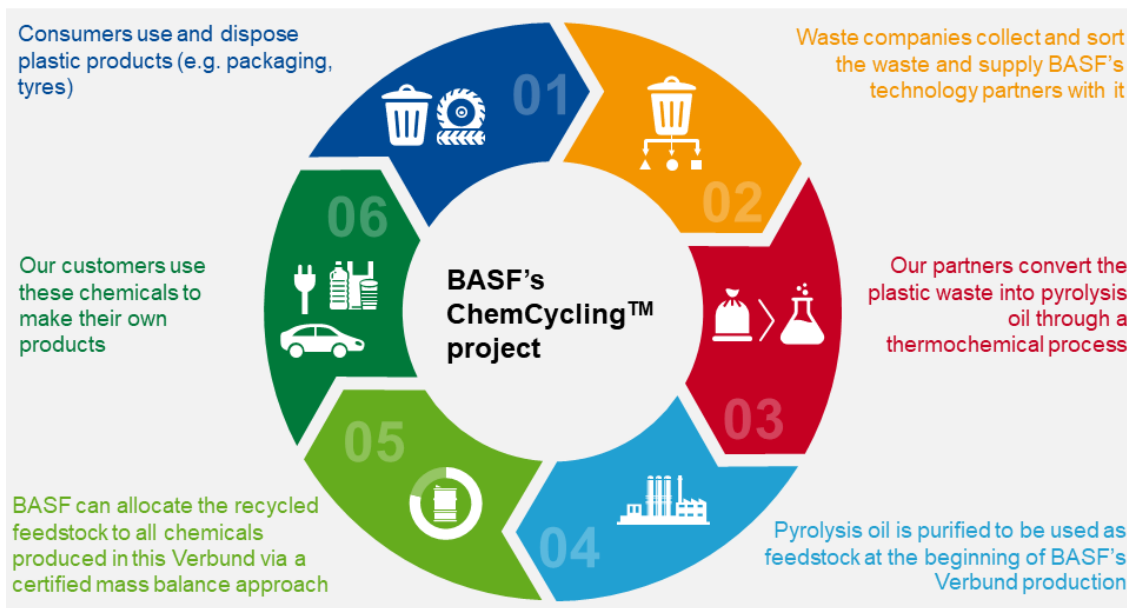 Consumers use and dispose
plastic products (e.g. packaging,
tyres)
01
Waste companies collect and sort
the waste and supply BASF's
technology partners with it
02
Our partners convert the
plastic waste into pyrolysis
oil through a
thermochemical process
03
Pyrolysis oil is purified to be used as
feedstock at the beginning of BASF's
Verbund production
04
BASF can allocate the recycled
feedstock to all chemicals
produced in this Verbund via a
certified mass balance approach
05
Our customers use
these chemicals to
make their own
products
06
BASF's
ChemCycling™
project